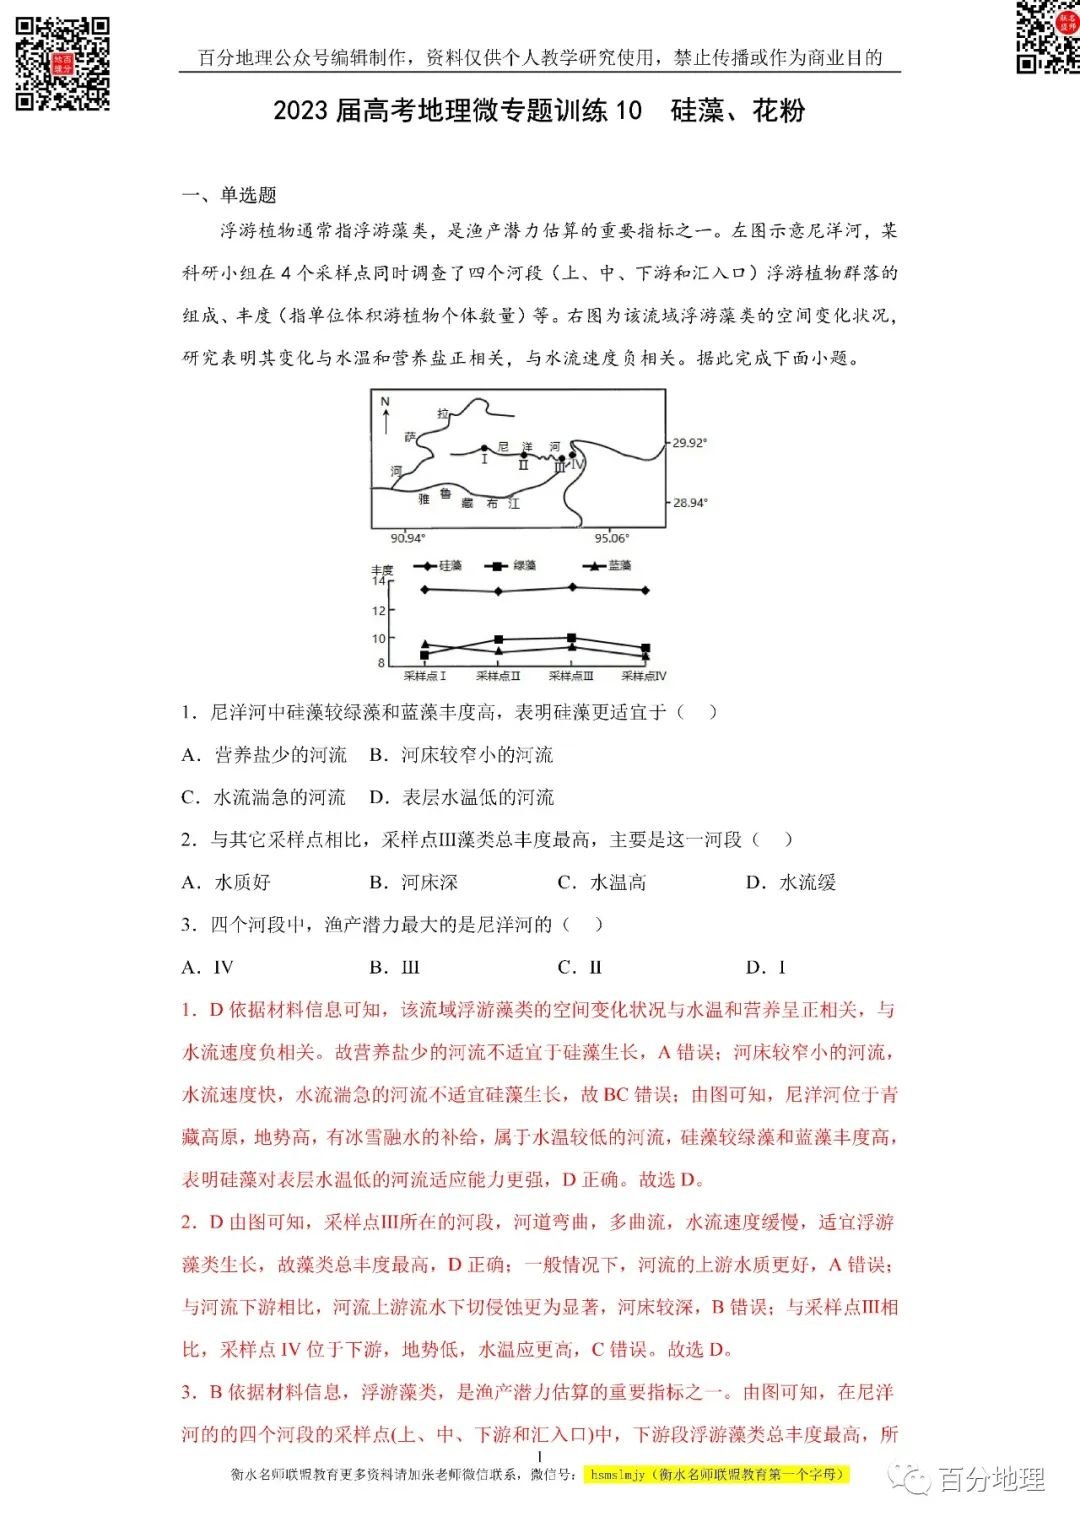 百分地理公众号编辑制作，资料仅供个人教学研究使用，禁止传播或作为商业目的
2023 届高考地理微专题训练 10　硅藻、花粉
一、单选题
浮游植物通常指浮游藻类，是渔产潜力估算的重要指标之一。左图示意尼洋河，某
科研小组在 4 个采样点同时调查了四个河段（上、中、下游和汇入口）浮游植物群落的
组成、丰度（指单位体积游植物个体数量）等。右图为该流域浮游藻类的空间变化状况，
研究表明其变化与水温和营养盐正相关，与水流速度负相关。据此完成下面小题。
N
拉
萨
河
尼 洋 河
I
II
III
IV
雅 鲁 藏 布 江
29.92°
28.94°
90.94°
95.06°
丰度
硅藻 绿藻 蓝藻
14
12
10
8
采样点 I 采样点 II 采样点 III 采样点 IV
1．尼洋河中硅藻较绿藻和蓝藻丰度高，表明硅藻更适宜于（　）
A．营养盐少的河流 B．河床较窄小的河流
C．水流湍急的河流 D．表层水温低的河流
2．与其它采样点相比，采样点Ⅲ藻类总丰度最高，主要是这一河段（　）
A．水质好 B．河床深 C．水温高 D．水流缓
3．四个河段中，渔产潜力最大的是尼洋河的（　）
A．IV B．Ⅲ C．Ⅱ D．I
1．D 依据材料信息可知，该流域浮游藻类的空间变化状况与水温和营养呈正相关，与
水流速度负相关。故营养盐少的河流不适宜于硅藻生长，A 错误；河床较窄小的河流，
水流速度快，水流湍急的河流不适宜硅藻生长，故 BC 错误；由图可知，尼洋河位于青
藏高原，地势高，有冰雪融水的补给，属于水温较低的河流，硅藻较绿藻和蓝藻丰度高，
表明硅藻对表层水温低的河流适应能力更强，D 正确。故选 D。
2．D 由图可知，采样点Ⅲ所在的河段，河道弯曲，多曲流，水流速度缓慢，适宜浮游
藻类生长，故藻类总丰度最高，D 正确；一般情况下，河流的上游水质更好，A 错误；
与河流下游相比，河流上游流水下切侵蚀更为显著，河床较深，B 错误；与采样点Ⅲ相
比，采样点 IV 位于下游，地势低，水温应更高，C 错误。故选 D。
3．B 依据材料信息，浮游藻类，是渔产潜力估算的重要指标之一。由图可知，在尼洋
河的的四个河段的采样点(上、中、下游和汇入口)中，下游段浮游藻类总丰度最高，所
1
衡水名师联盟教育更多资料请加张老师微信联系，微信号： hsmslmjy（衡水名师联盟教育第一个字母）
百分地理